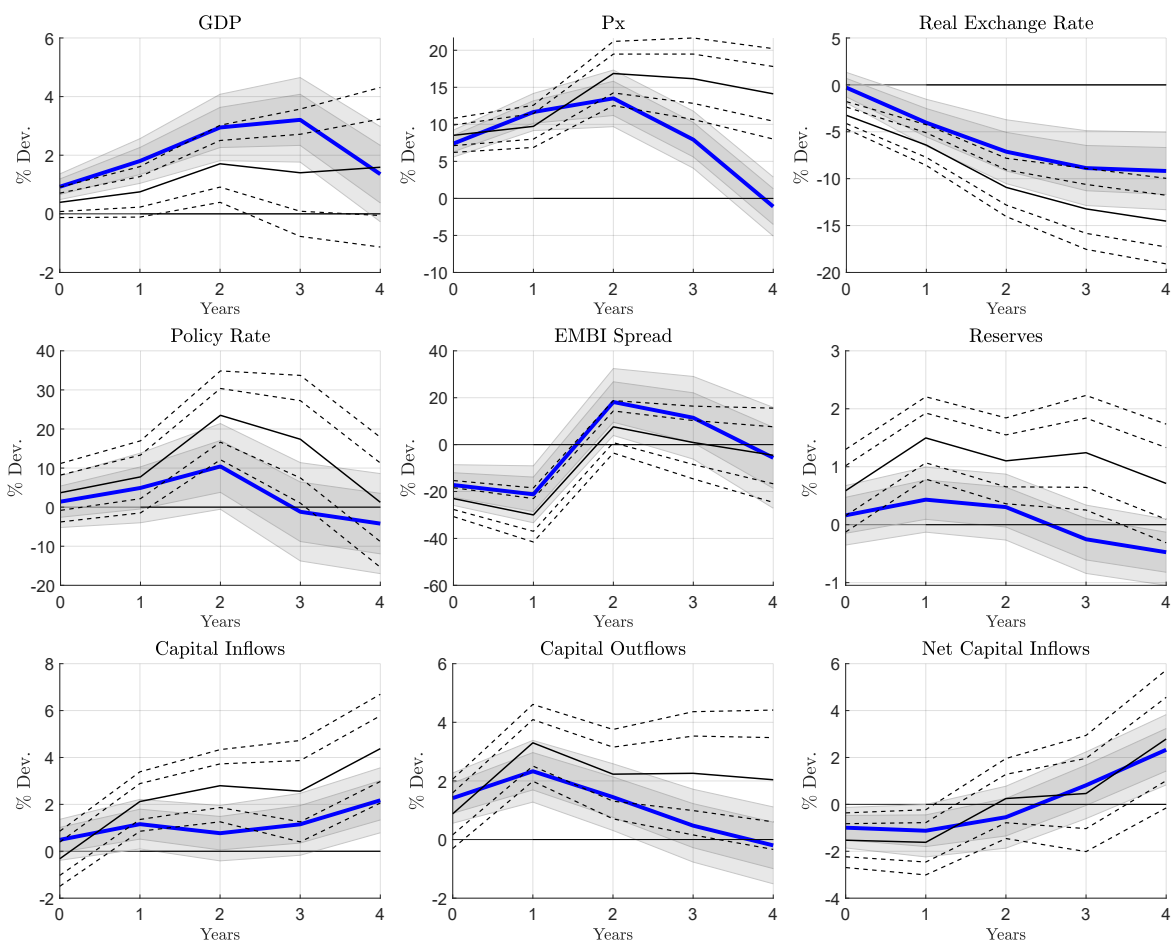 GDP
% Dev.
6
4
2
0
-2
0 1 2 3 4
Years
Px
% Dev.
20
15
10
5
0
-5
-10
0 1 2 3 4
Years
Real Exchange Rate
% Dev.
5
0
-5
-10
-15
-20
0 1 2 3 4
Years
Policy Rate
% Dev.
40
30
20
10
0
-10
-20
0 1 2 3 4
Years
EMBI Spread
% Dev.
40
20
0
-20
-40
-60
0 1 2 3 4
Years
Reserves
% Dev.
3
2
1
0
-1
0 1 2 3 4
Years
Capital Inflows
% Dev.
8
6
4
2
0
-2
0 1 2 3 4
Years
Capital Outflows
% Dev.
6
4
2
0
-2
0 1 2 3 4
Years
Net Capital Inflows
% Dev.
6
4
2
0
-2
-4
0 1 2 3 4
Years